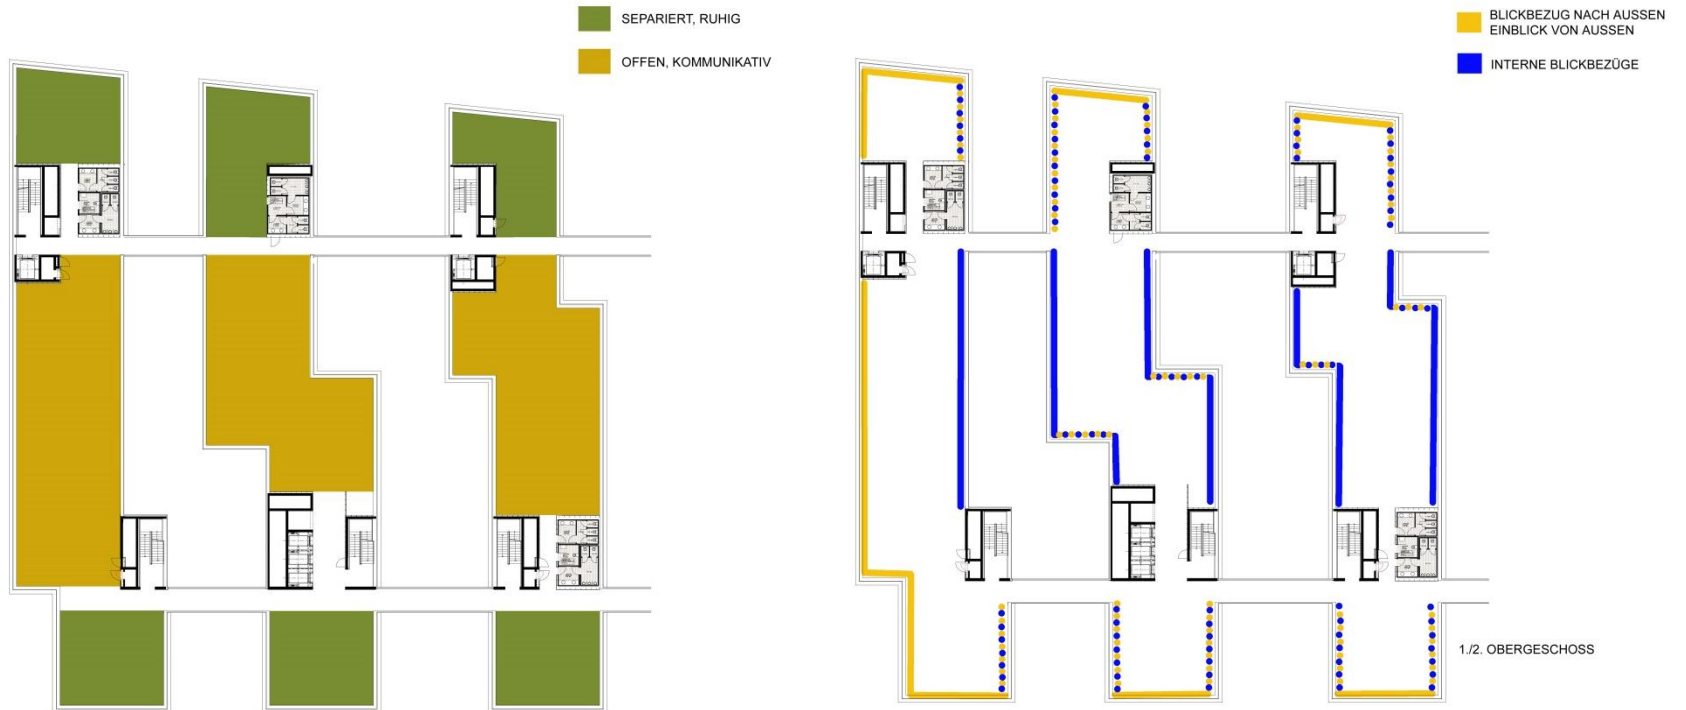 SEPARIERT, RUHIG
OFFEN, KOMMUNIKATIV
BLICKBEZUG NACH AUSSEN
EINBLICK VON AUSSEN
INTERNE BLICKBEZÜGE
1./2. OBERGESCHOSS